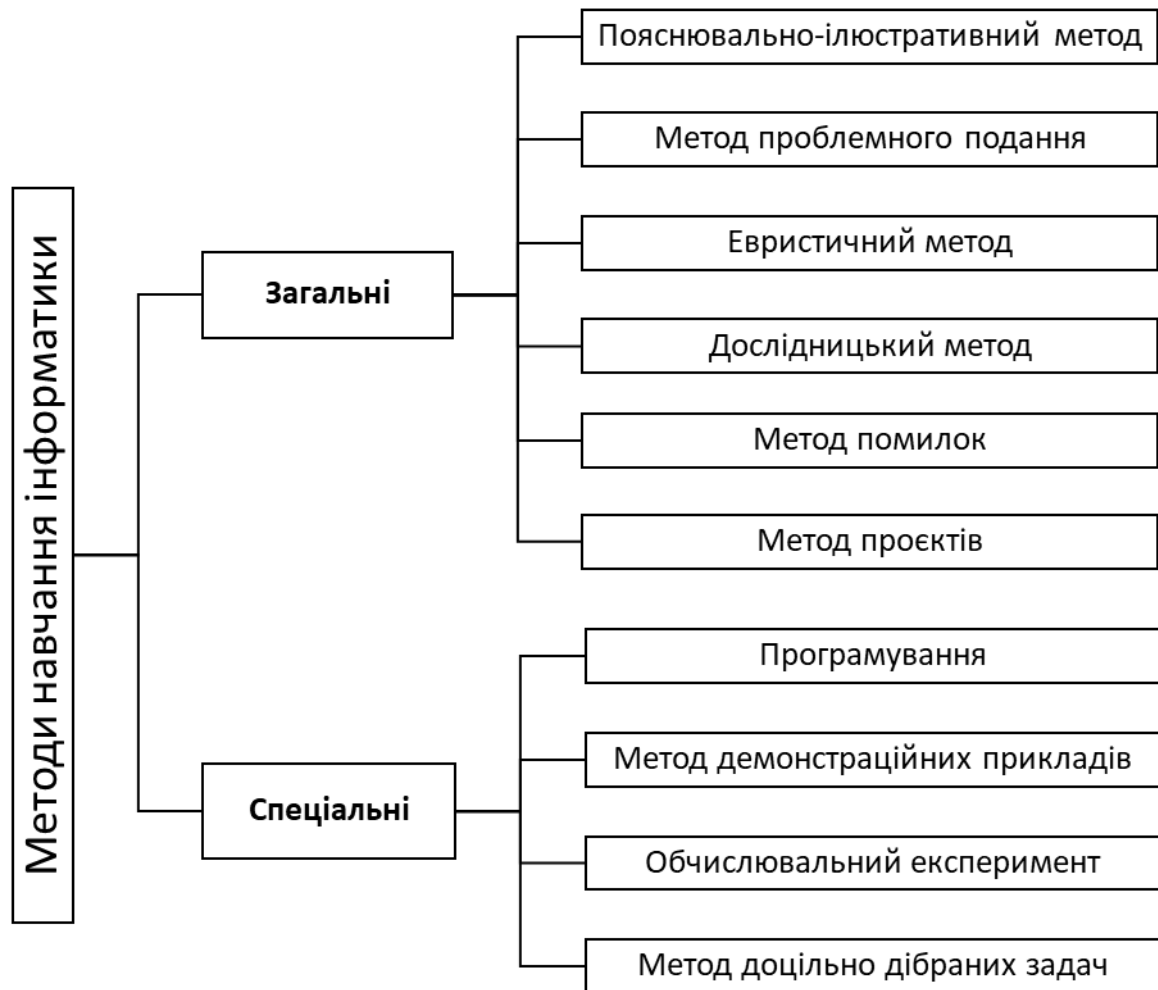 Методи навчання інформатики
Загальні
Пояснювально-ілюстративний метод
Метод проблемного подання
Евристичний метод
Дослідницький метод
Метод помилок
Метод проєктів
Спеціальні
Програмування
Метод демонстраційних прикладів
Обчислювальний експеримент
Метод доцільно дібраних задач